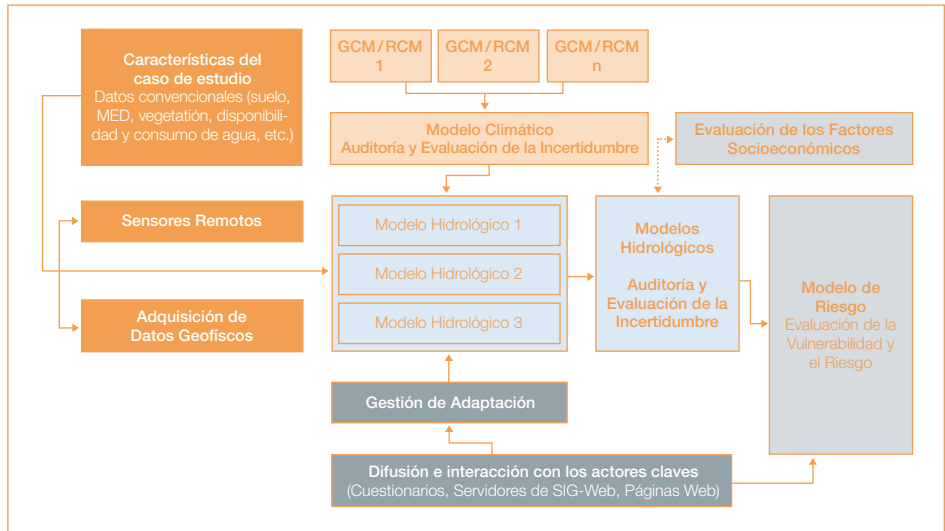 Características del
caso de estudio
Datos convencionales (suelo,
MED, vegetatión, disponibili-
dad y consumo de agua, etc.)
GCM/RCM
1
GCM/RCM
2
GCM/RCM
n
Modelo Climático
Auditoría y Evaluación de la Incertidumbre
Evaluación de los Factores
Socioeconómicos
Sensores Remotos
Adquisición de
Datos Geofíscos
Modelo Hidrológico 1
Modelo Hidrológico 2
Modelo Hidrológico 3
Modelos
Hidrológicos
Auditoría y
Evaluación de la
Incertidumbre
Modelo de
Riesgo
Evaluación de la
Vulnerabilidad y
el Riesgo
Gestión de Adaptación
Difusión e interacción con los actores claves
(Cuestionarios, Servidores de SIG-Web, Páginas Web)